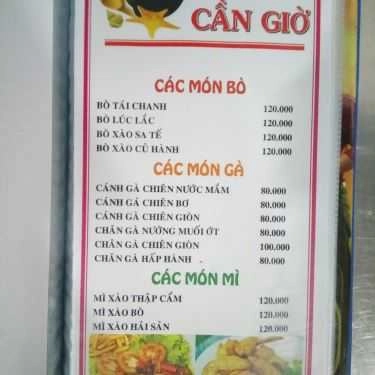 CẦN GIỜ
CÁC MÓN BÒ
BÒ TÁI CHANH 120.000
BÒ LÚC LẮC 120.000
BÒ XÀO SA TẾ 120.000
BÒ XÀO CỦ HÀNH 120.000
CÁC MÓN GÀ
CÁNH GÀ CHIÊN NƯỚC MẮM 80.000
CÁNH GÀ CHIÊN BƠ 80.000
CÁNH GÀ CHIÊN GIÒN 80.000
CHÂN GÀ NƯỚNG MUỐI ỚT 80.000
CHÂN GÀ CHIÊN GIÒN 100.000
CHÂN GÀ HẤP HÀNH 80.000
CÁC MÓN MÌ
MÌ XÀO THẬP CẨM 120.000
MÌ XÀO BÒ 120.000
MÌ XÀO HẢI SẢN 120.000